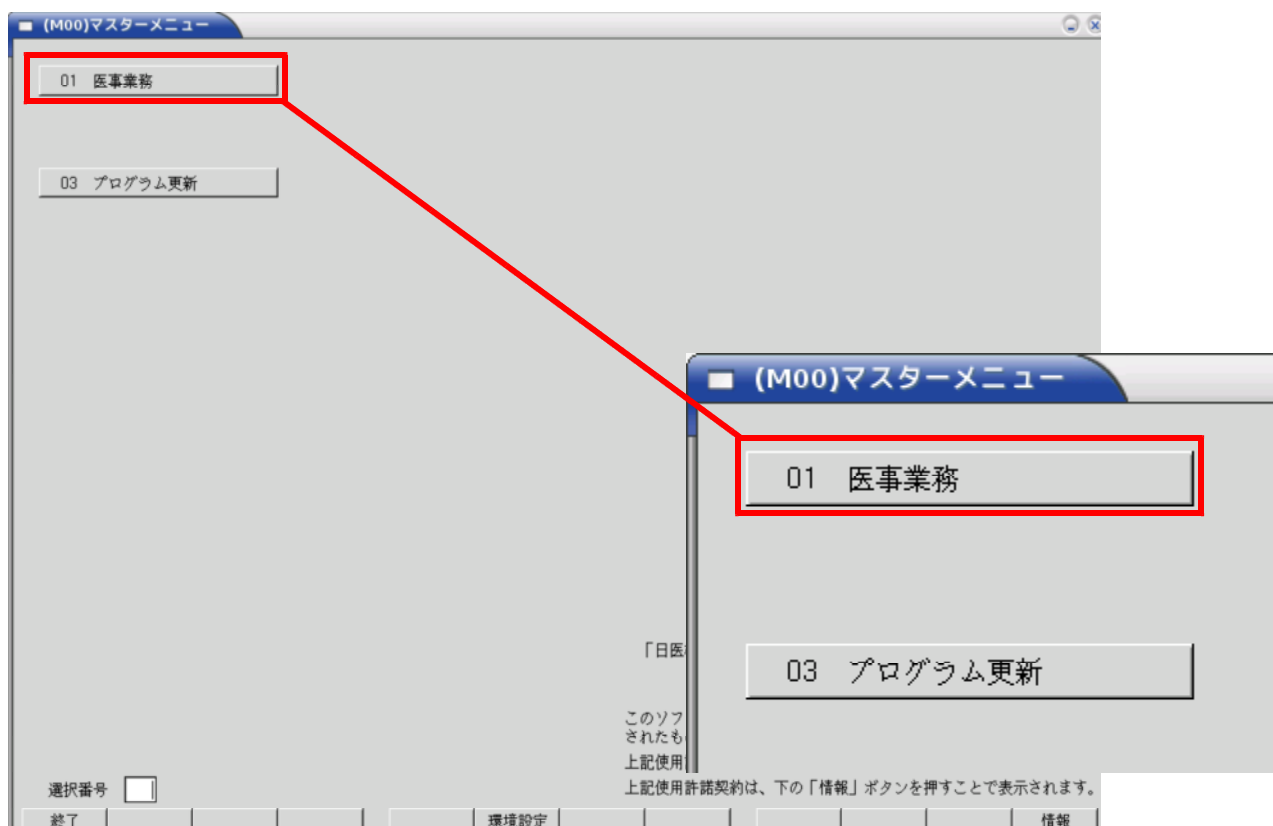 (M00)マスターメニュー
01 医事業務
03 プログラム更新
(M00)マスターメニュー
01 医事業務
03 プログラム更新
「日医
このソフ
されたも
上記使用
上記使用許諾契約は、下の「情報」ボタンを押すことで表示されます。
選択番号
終了 環境設定 情報